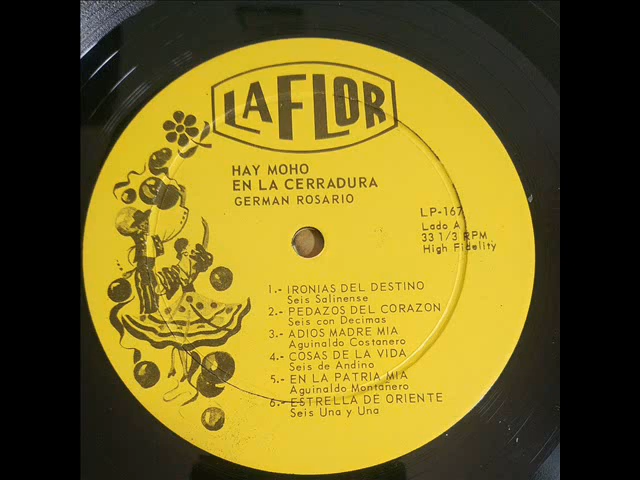 LA FLOR
HAY MOHO
EN LA CERRADURA
GERMAN ROSARIO
LP-167
Lado A
33 1/3 RPM
High Fidelity
1.- IRONIAS DEL DESTINO
Seis Salinense
2.- PEDAZOS DEL CORAZON
Seis con Decimas
3.- ADIOS MADRE MIA
Aguinaldo Costanero
4.- COSAS DE LA VIDA
Seis de Andino
5.- EN LA PATRIA MIA
Aguinaldo Montanero
6.- ESTRELLA DE ORIENTE
Seis Una y Una